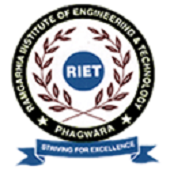 RAMGARHIA INSTITUTE OF ENGINEERING & TECHNOLOGY
RIET
PHAGWARA
STRIVING FOR EXCELLENCE